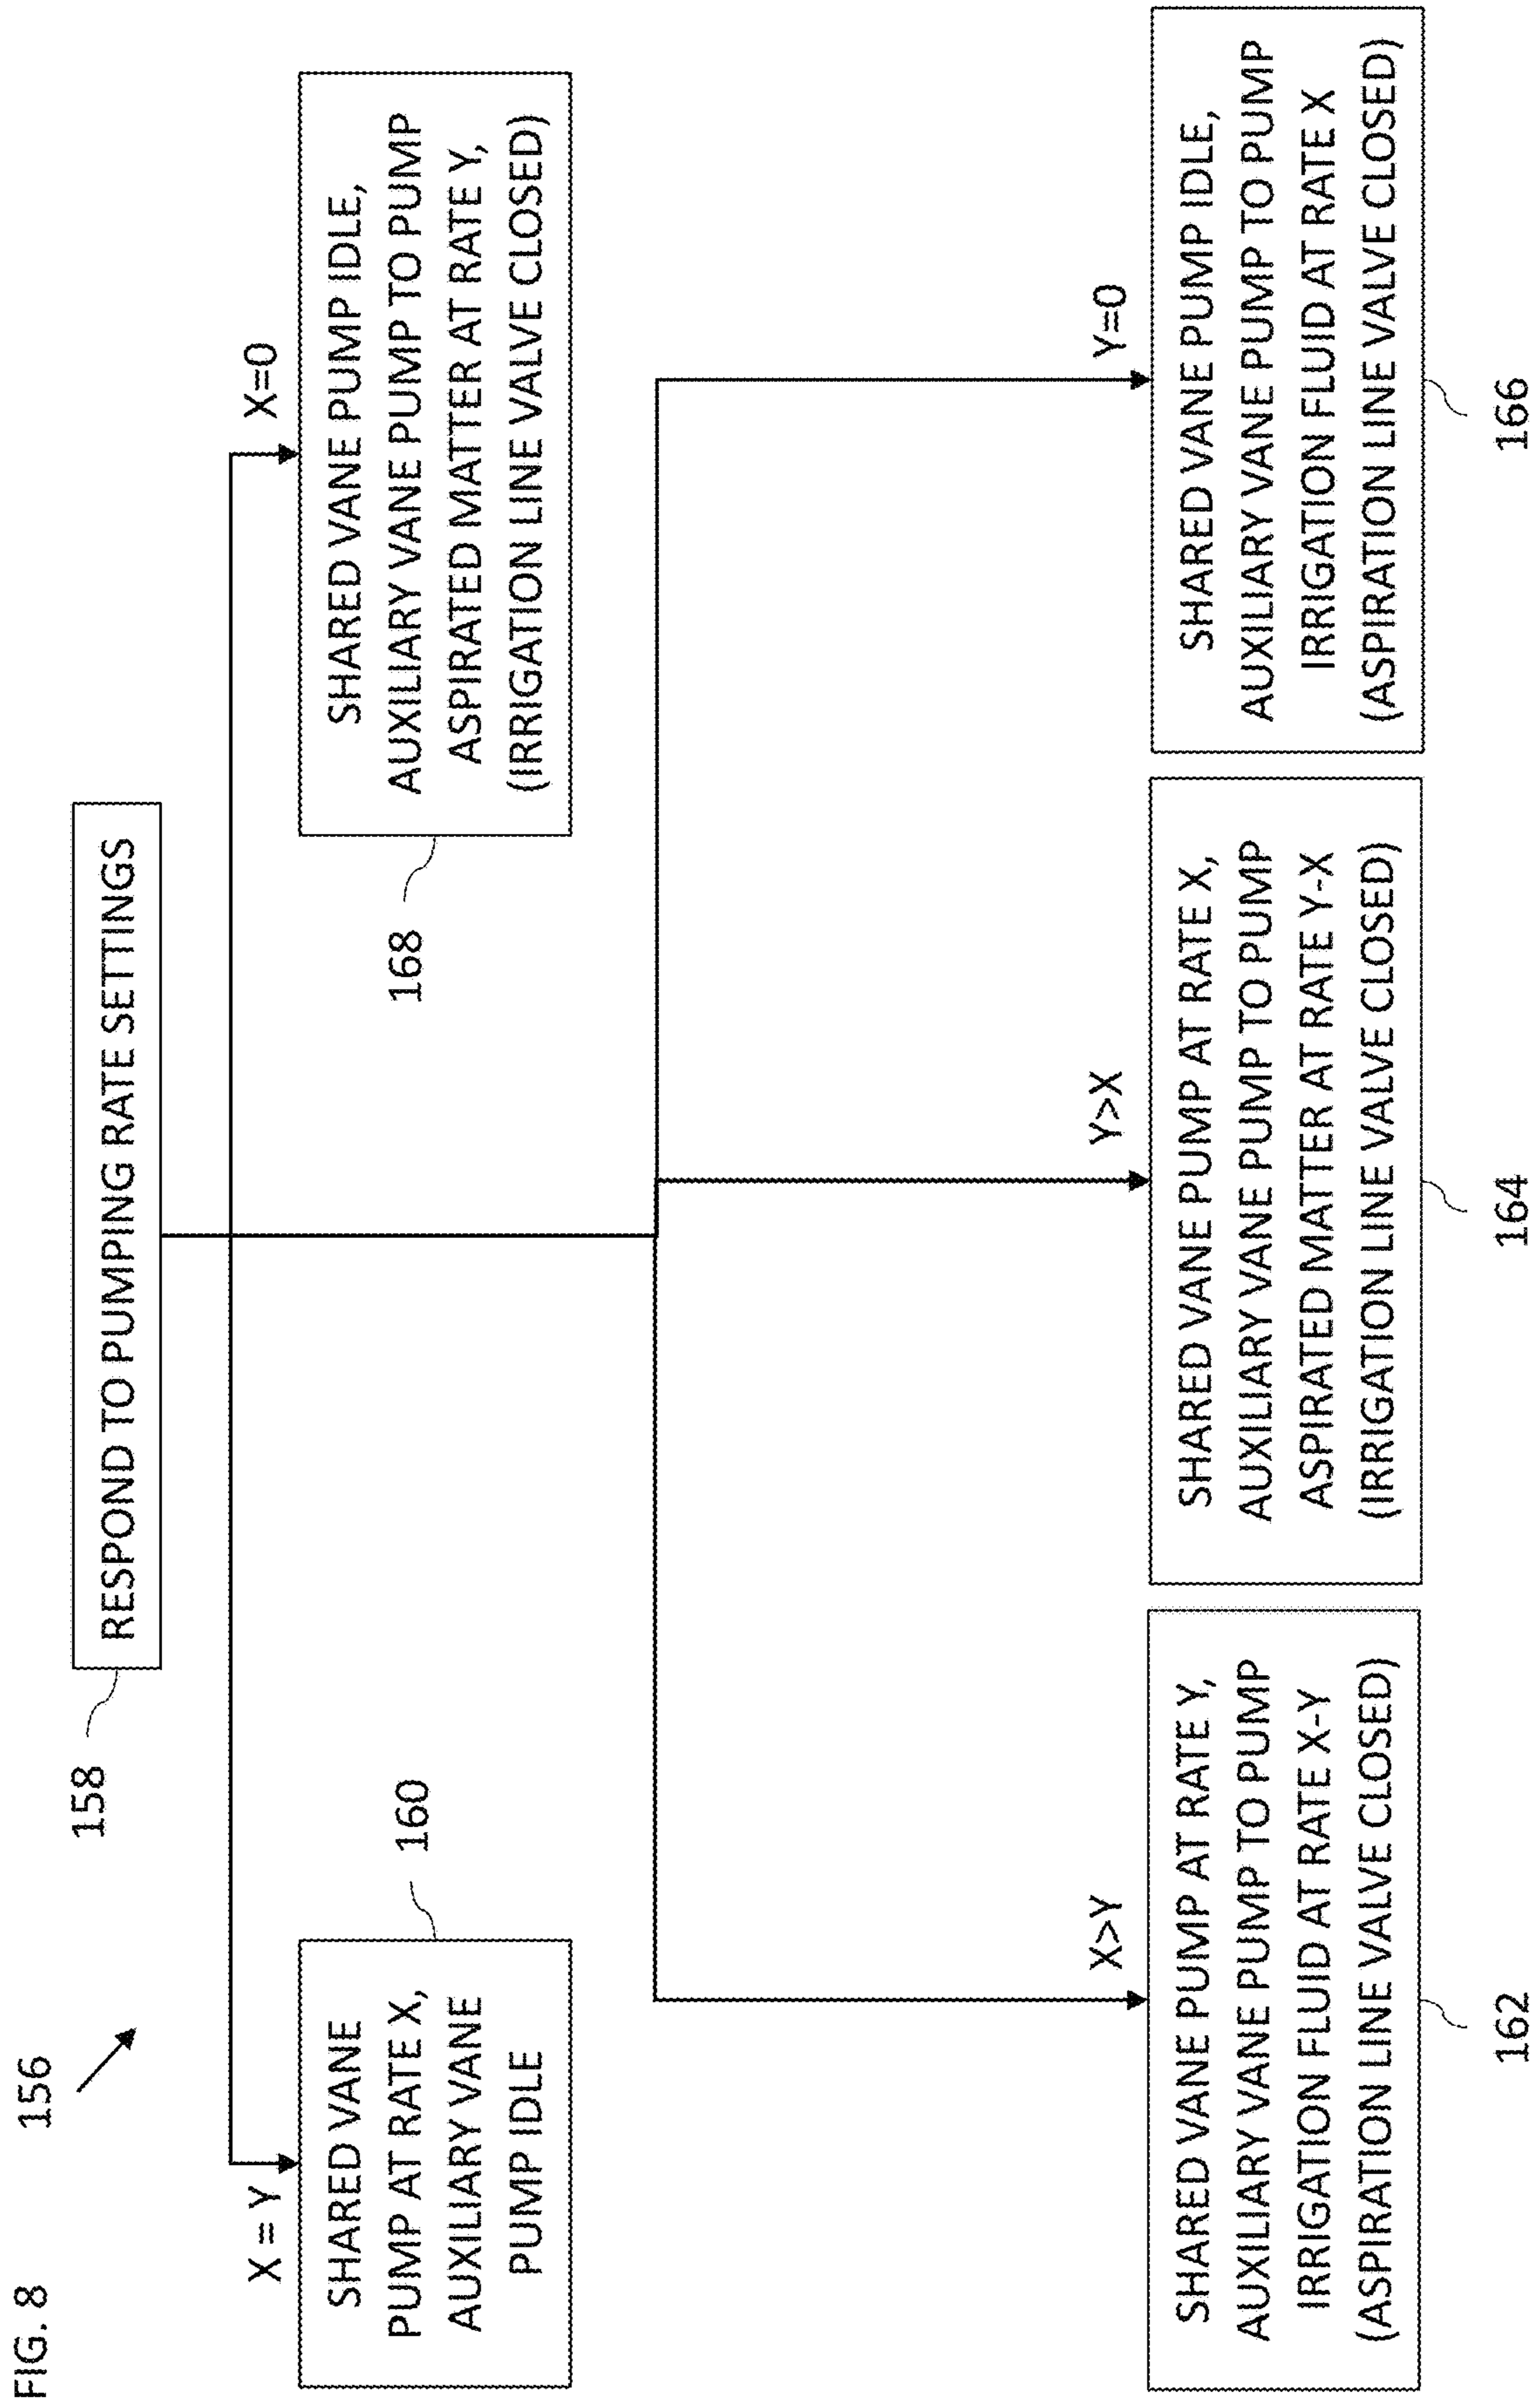 FIG. 8
156
158
RESPOND TO PUMPING RATE SETTINGS
X = Y
X=0
SHARED VANE
PUMP AT RATE X,
AUXILIARY VANE
PUMP IDLE
160
168
SHARED VANE PUMP IDLE,
AUXILIARY VANE PUMP TO PUMP
ASPIRATED MATTER AT RATE Y,
(IRRIGATION LINE VALVE CLOSED)
X>Y
Y>X
Y=0
SHARED VANE PUMP AT RATE Y,
AUXILIARY VANE PUMP TO PUMP
IRRIGATION FLUID AT RATE X-Y
(ASPIRATION LINE VALVE CLOSED)
162
SHARED VANE PUMP AT RATE X,
AUXILIARY VANE PUMP TO PUMP
ASPIRATED MATTER AT RATE Y-X
(IRRIGATION LINE VALVE CLOSED)
164
SHARED VANE PUMP IDLE,
AUXILIARY VANE PUMP TO PUMP
IRRIGATION FLUID AT RATE X
(ASPIRATION LINE VALVE CLOSED)
166